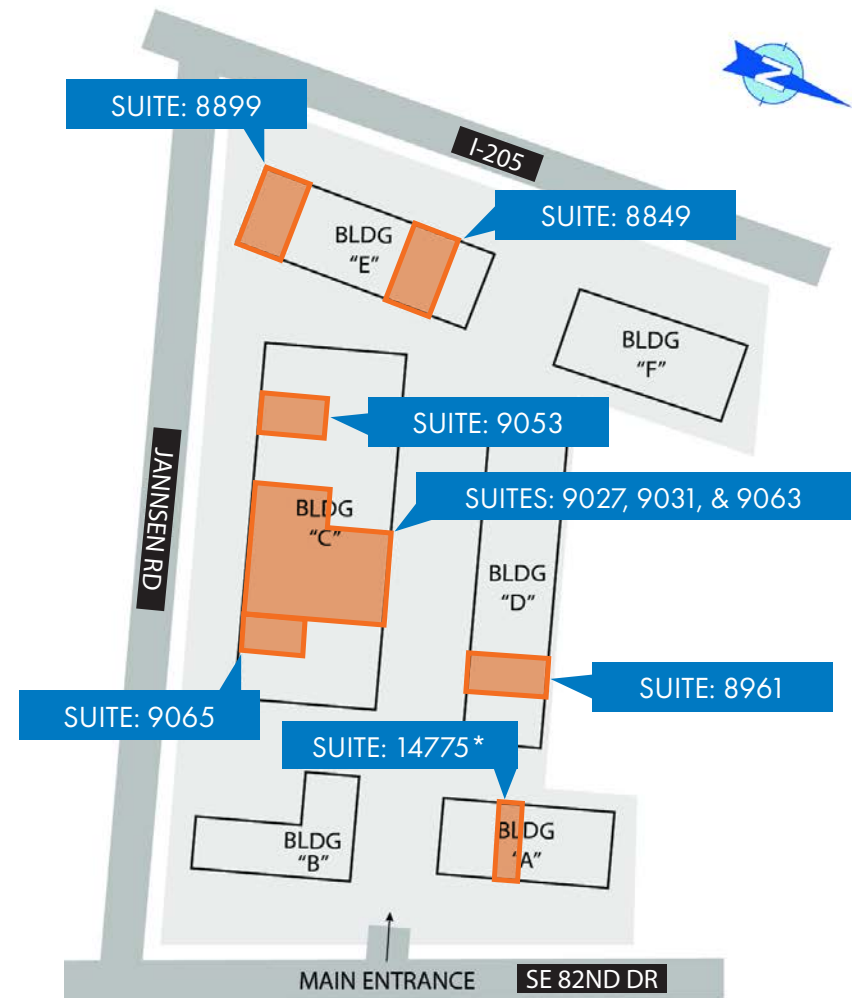 N
SUITE: 8899
I-205
SUITE: 8849
BLDG
"E"
BLDG
"F"
SUITE: 9053
SUITES: 9027, 9031, & 9063
BLDG
"C"
JANNSEN RD
BLDG
"D"
SUITE: 8961
SUITE: 9065
SUITE: 14775*
BLDG
"B"
BLDG
"A"
MAIN ENTRANCE
SE 82ND DR